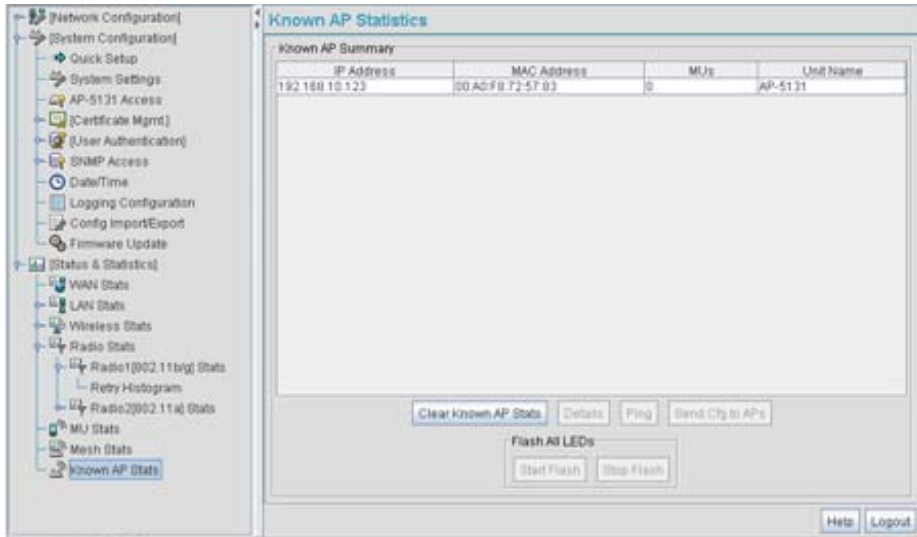 [Network Configuration]
[System Configuration]
Quick Setup
System Settings
AP-5131 Access
[Certificate Mgmt.]
[User Authentication]
SNMP Access
Date/Time
Logging Configuration
Config Import/Export
Firmware Update
[Status & Statistics]
WAN Stats
LAN Stats
Wireless Stats
Radio Stats
Radio1[802.11b/g] Stats
Retry Histogram
Radio2[802.11a] Stats
MU Stats
Mesh Stats
Known AP Stats
Known AP Statistics
Known AP Summary
IP Address MAC Address MUs Unit Name
192.168.10.123 00:A0:F8:72:57:83 0 AP-5131
Clear Known AP Stats Details Ping Send Cfg to APs
Flash All LEDs
Start Flash Stop Flash
Help Logout